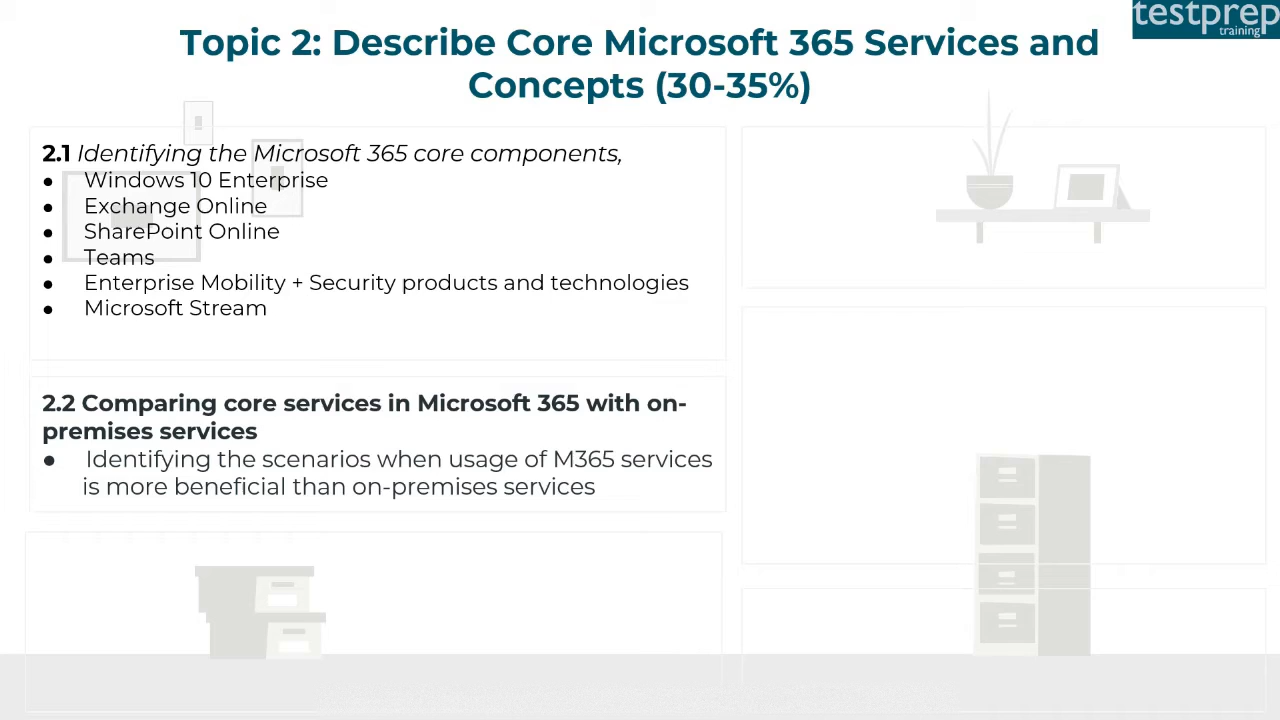 testprep
training
Topic 2: Describe Core Microsoft 365 Services and
Concepts (30-35%)
2.1 Identifying the Microsoft 365 core components,
● Windows 10 Enterprise
● Exchange Online
● SharePoint Online
● Teams
● Enterprise Mobility + Security products and technologies
● Microsoft Stream
2.2 Comparing core services in Microsoft 365 with on-
premises services
● Identifying the scenarios when usage of M365 services
is more beneficial than on-premises services